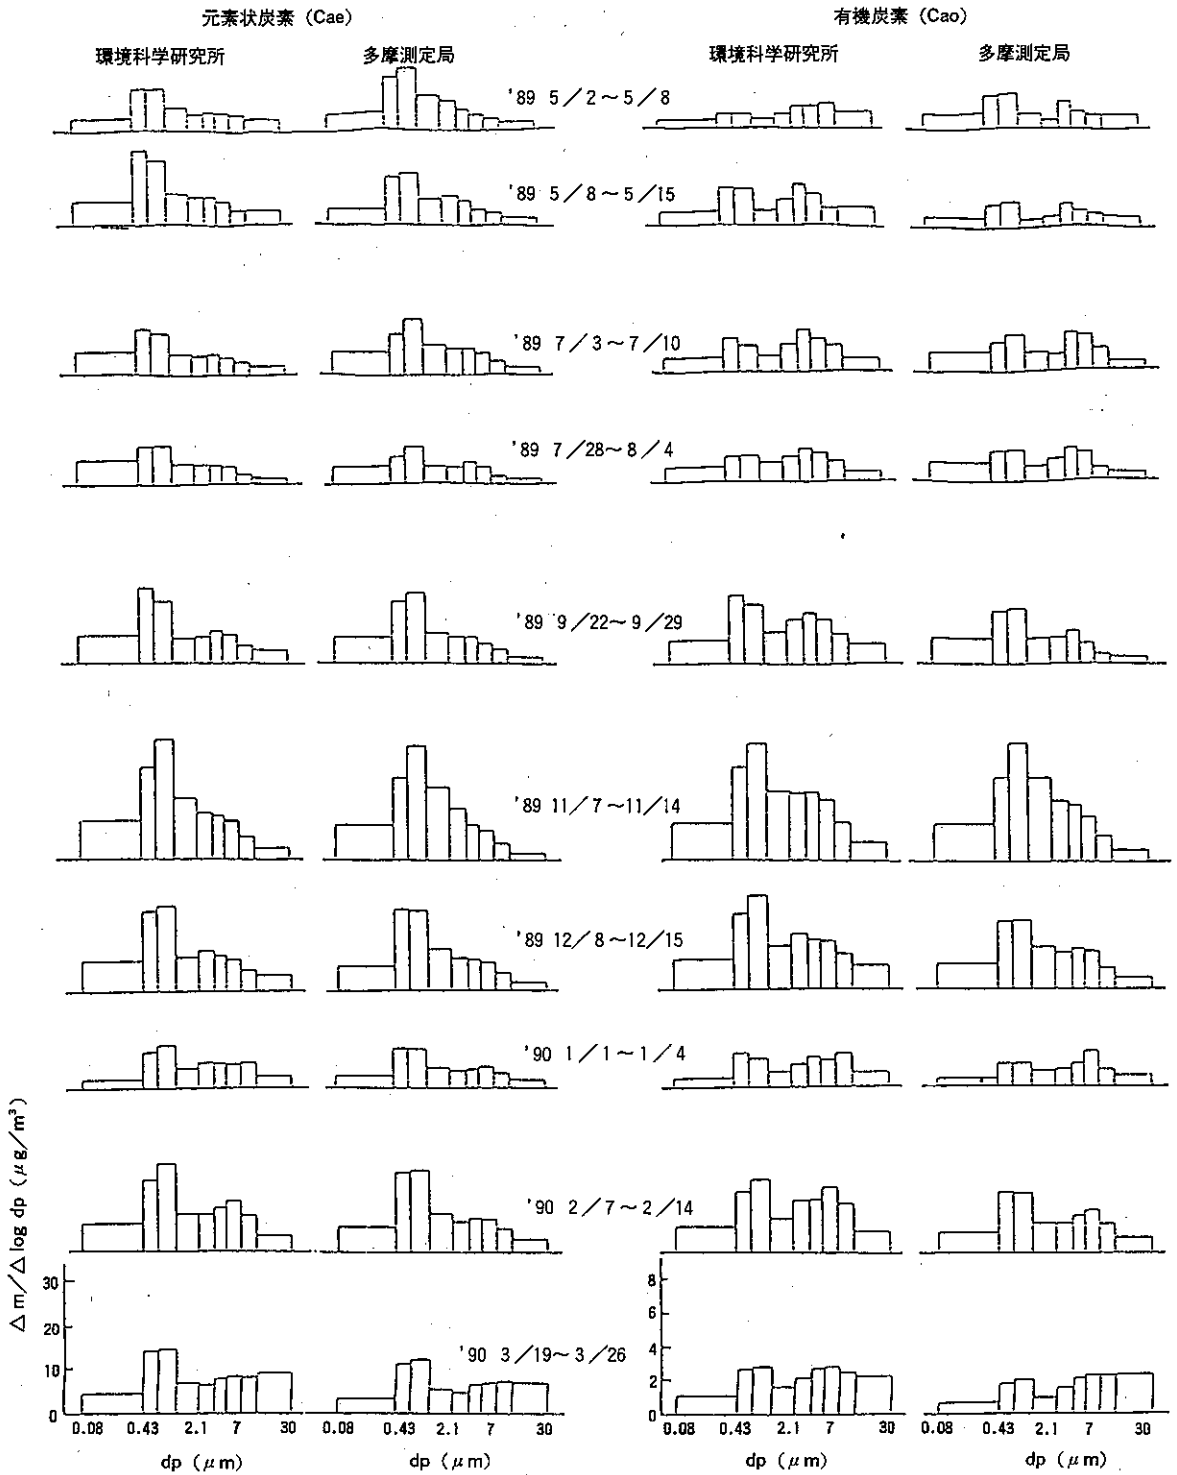 元素状炭素（Cae）
有機炭素（Cao）
環境科学研究所
多摩測定局
環境科学研究所
多摩測定局
'89 5／2～5／8
'89 5／8～5／15
'89 7／3～7／10
'89 7／28～8／4
'89 9／22～9／29
'89 11／7～11／14
'89 12／8～12／15
'90 1／1～1／4
'90 2／7～2／14
'90 3／19～3／26
△m/△log dp（μg/m³）
30
20
10
0
8
6
4
2
0
0.08 0.43 2.1 7 30
0.08 0.43 2.1 7 30
0.08 0.43 2.1 7 30
0.08 0.43 2.1 7 30
dp（μm）
dp（μm）
dp（μm）
dp（μm）